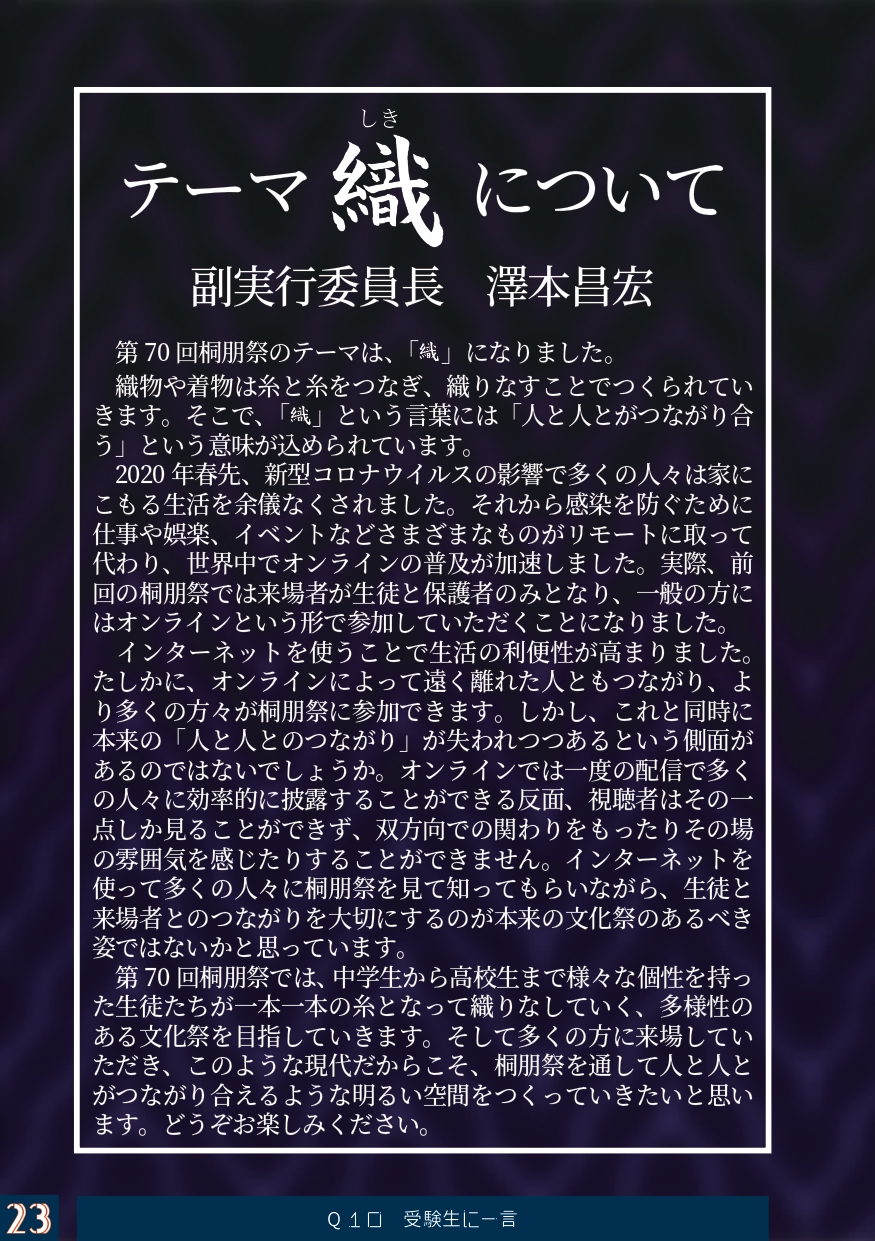 しき
テーマ 織 について
副実行委員長　澤本昌宏
第 70 回桐朋祭のテーマは、「織」になりました。
織物や着物は糸と糸をつなぎ、織りなすことでつくられてい
きます。そこで、「織」という言葉には「人と人とがつながり合
う」という意味が込められています。
2020 年春先、新型コロナウイルスの影響で多くの人々は家に
こもる生活を余儀なくされました。それから感染を防ぐために
仕事や娯楽、イベントなどさまざまなものがリモートに取って
代わり、世界中でオンラインの普及が加速しました。実際、前
回の桐朋祭では来場者が生徒と保護者のみとなり、一般の方に
はオンラインという形で参加していただくことになりました。
インターネットを使うことで生活の利便性が高まりました。
たしかに、オンラインによって遠く離れた人ともつながり、よ
り多くの方々が桐朋祭に参加できます。しかし、これと同時に
本来の「人と人とのつながり」が失われつつあるという側面が
あるのではないでしょうか。オンラインでは一度の配信で多く
の人々に効率的に披露することができる反面、視聴者はその一
点しか見ることができず、双方向での関わりをもったりその場
の雰囲気を感じたりすることができません。インターネットを
使って多くの人々に桐朋祭を見て知ってもらいながら、生徒と
来場者とのつながりを大切にするのが本来の文化祭のあるべき
姿ではないかと思っています。
第 70 回桐朋祭では、中学生から高校生まで様々な個性を持っ
た生徒たちが一本一本の糸となって織りなしていく、多様性の
ある文化祭を目指していきます。そして多くの方に来場してい
ただき、このような現代だからこそ、桐朋祭を通して人と人と
がつながり合えるような明るい空間をつくっていきたいと思い
ます。どうぞお楽しみください。
23
Q１口　受験生に一言